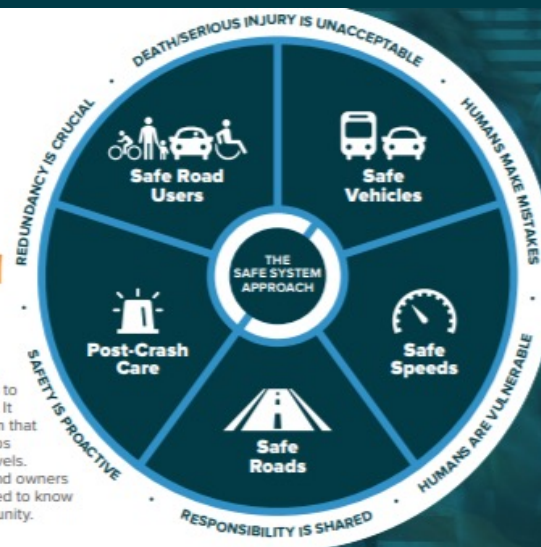 DEATH/SERIOUS INJURY IS UNACCEPTABLE
HUMANS MAKE MISTAKES
HUMANS ARE VULNERABLE
RESPONSIBILITY IS SHARED
SAFETY IS PROACTIVE
REDUNDANCY IS CRUCIAL
Safe Road
Users
Safe
Vehicles
THE
SAFE SYSTEM
APPROACH
Post-Crash
Care
Safe
Speeds
Safe
Roads
to
It
that
vels.
nd owners
ed to know
unity.